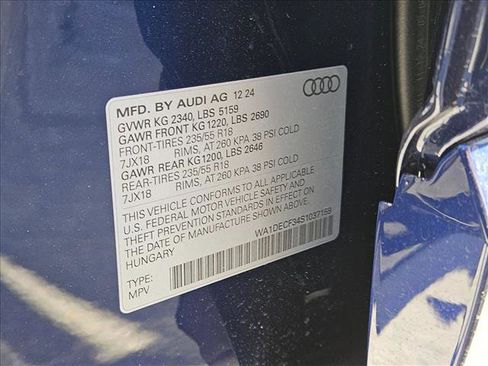 MFD. BY AUDI AG 12 24
GVWR KG 2340, LBS 5159
GAWR FRONT KG1220, LBS 2690
FRONT-TIRES 235/55 R18
7JX18 RIMS, AT 260 KPA 38 PSI COLD
GAWR REAR KG1200, LBS 2646
REAR-TIRES 235/55 R18
7JX18 RIMS, AT 260 KPA 38 PSI COLD
THIS VEHICLE CONFORMS TO ALL APPLICABLE
U.S. FEDERAL MOTOR VEHICLE SAFETY AND
THEFT PREVENTION STANDARDS IN EFFECT ON
THE DATE OF MANUFACTURE SHOWN ABOVE
HUNGARY
WA1DECF34S1037159
TYPE:
MPV